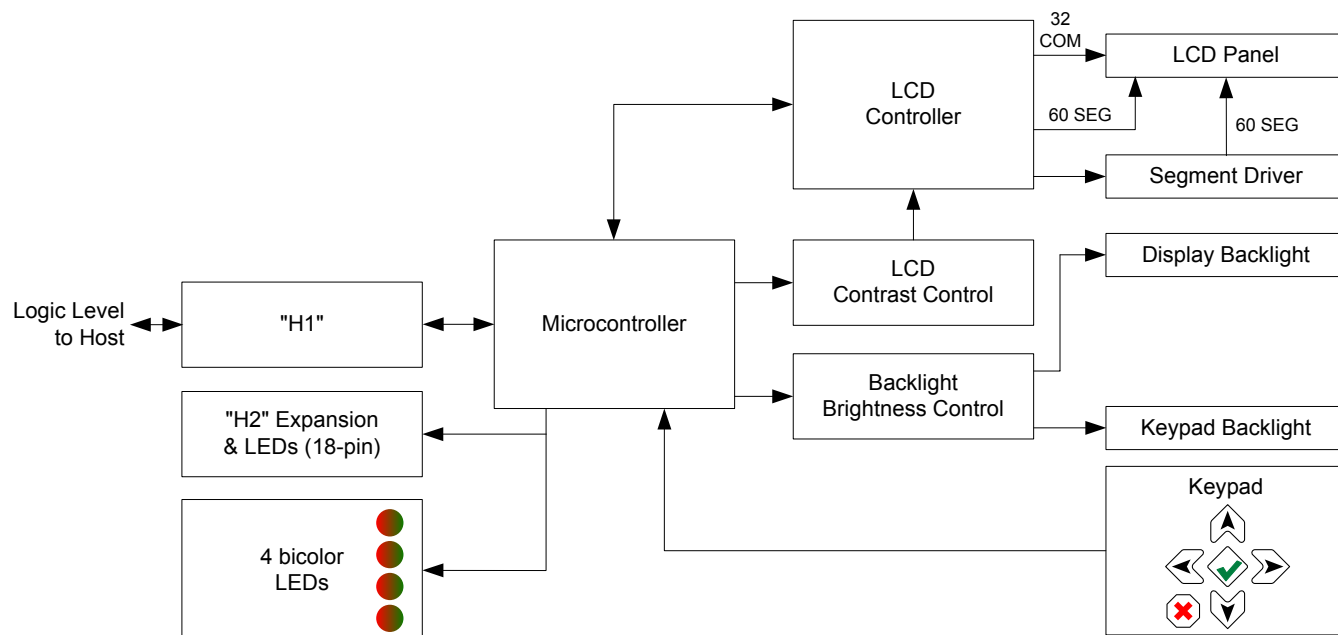 32
COM
LCD Panel
LCD
Controller
60 SEG
60 SEG
Segment Driver
LCD
Contrast Control
Display Backlight
Logic Level
to Host
"H1"
Microcontroller
Backlight
Brightness Control
"H2" Expansion
& LEDs (18-pin)
Keypad Backlight
Keypad
4 bicolor
LEDs